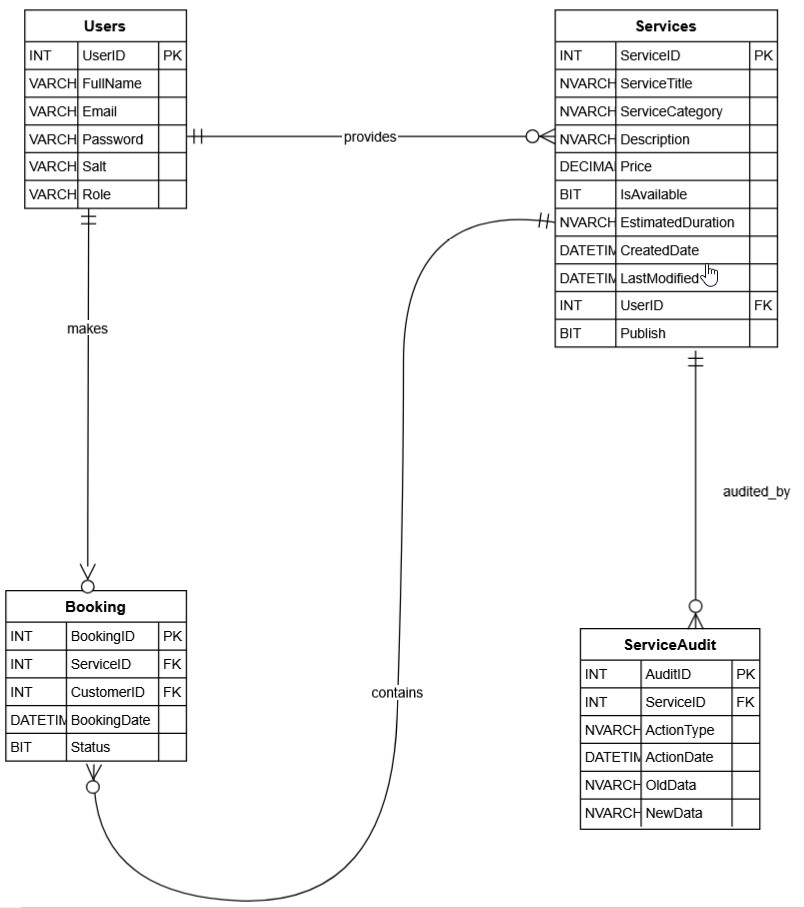 Users
INT UserID PK
VARCH FullName
VARCH Email
VARCH Password
VARCH Salt
VARCH Role
Services
INT ServiceID PK
NVARCH ServiceTitle
NVARCH ServiceCategory
NVARCH Description
DECIMA Price
BIT IsAvailable
NVARCH EstimatedDuration
DATETIM CreatedDate
DATETIM LastModified
INT UserID FK
BIT Publish
provides
makes
audited_by
contains
Booking
INT BookingID PK
INT ServiceID FK
INT CustomerID FK
DATETIM BookingDate
BIT Status
ServiceAudit
INT AuditID PK
INT ServiceID FK
NVARCH ActionType
DATETIM ActionDate
NVARCH OldData
NVARCH NewData